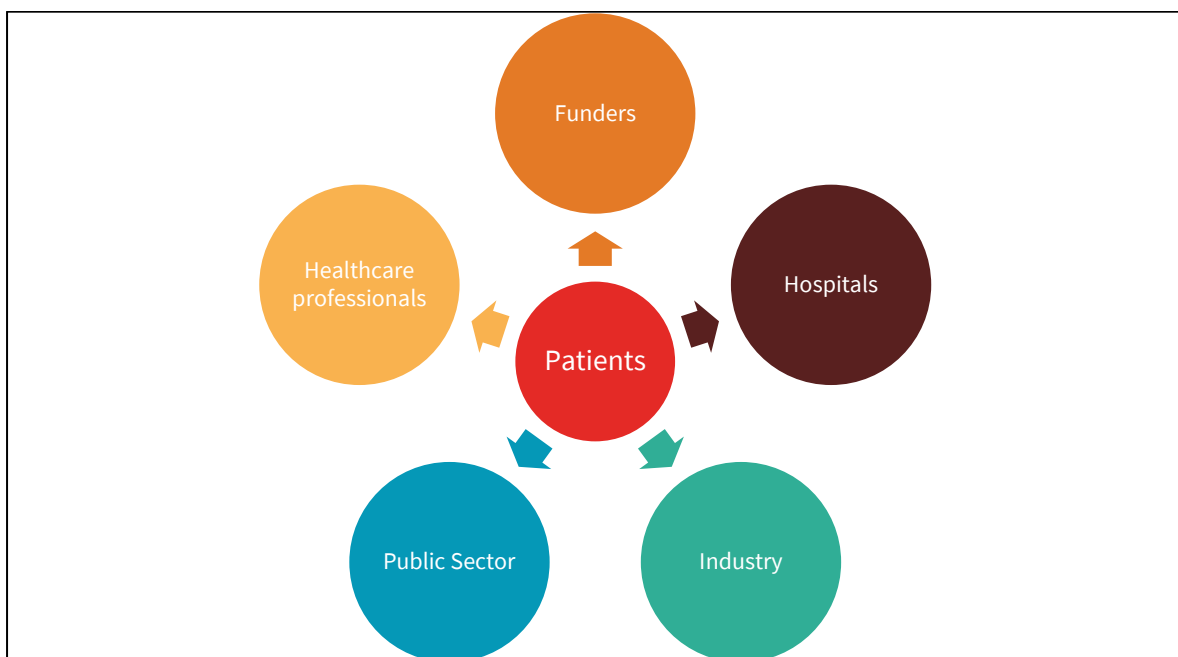 Funders
Healthcare
professionals
Hospitals
Patients
Public Sector
Industry